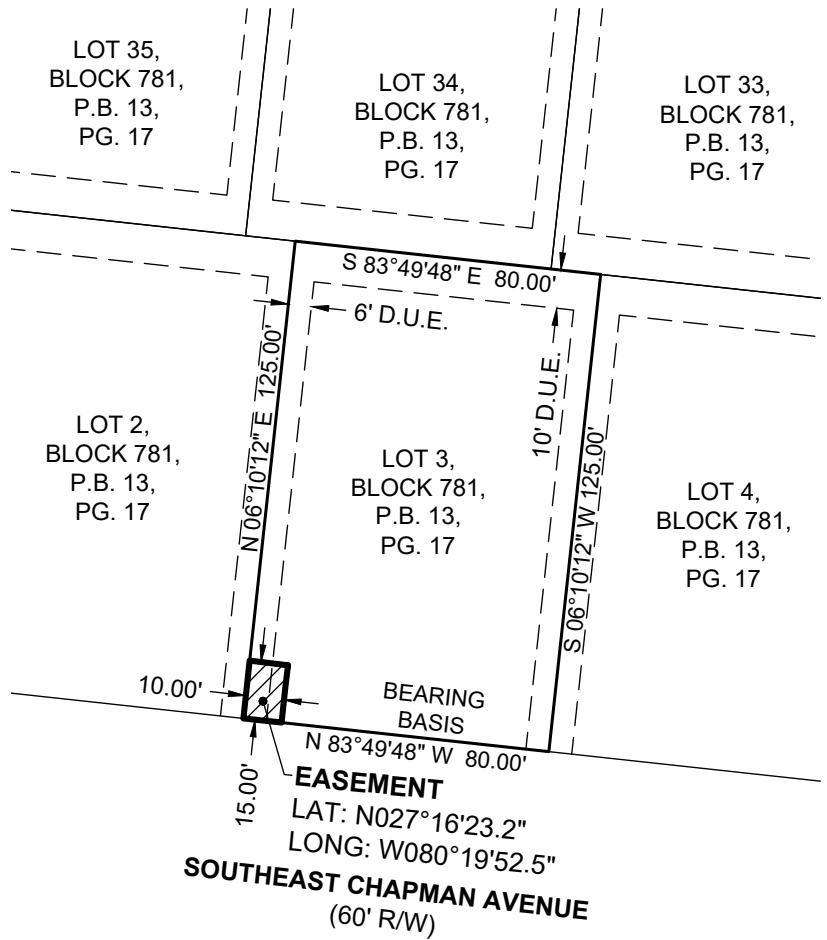 LOT 35,
BLOCK 781,
P.B. 13,
PG. 17
LOT 34,
BLOCK 781,
P.B. 13,
PG. 17
LOT 33,
BLOCK 781,
P.B. 13,
PG. 17
S 83°49'48" E 80.00'
6' D.U.E.
10' D.U.E.
N 06°10'12" E 125.00'
LOT 2,
BLOCK 781,
P.B. 13,
PG. 17
LOT 3,
BLOCK 781,
P.B. 13,
PG. 17
S 06°10'12" W 125.00'
LOT 4,
BLOCK 781,
P.B. 13,
PG. 17
10.00'
BEARING
BASIS
N 83°49'48" W 80.00'
15.00'
EASEMENT
LAT: N027°16'23.2"
LONG: W080°19'52.5"
SOUTHEAST CHAPMAN AVENUE
(60' R/W)